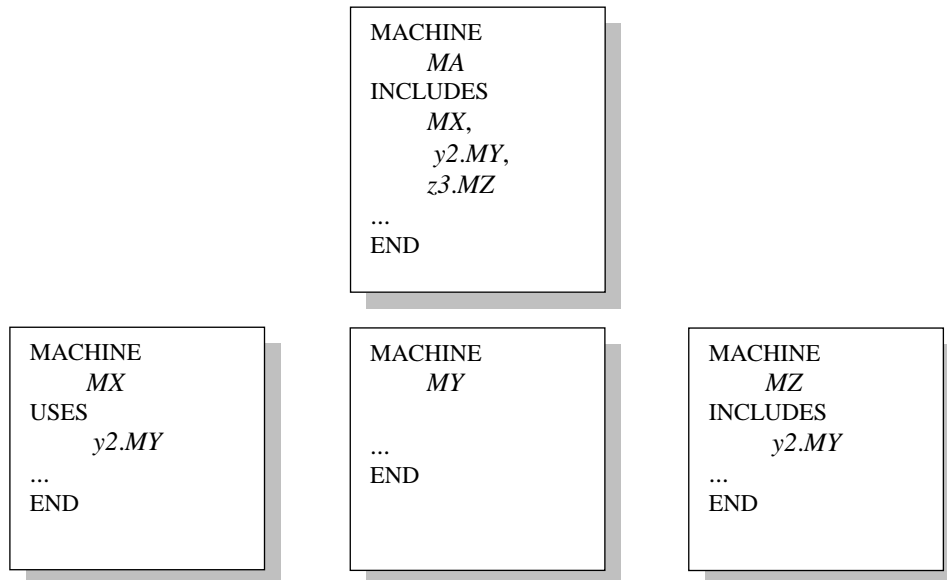 MACHINE
MA
INCLUDES
MX,
y2.MY,
z3.MZ
...
END
MACHINE
MX
USES
y2.MY
...
END
MACHINE
MY
...
END
MACHINE
MZ
INCLUDES
y2.MY
...
END